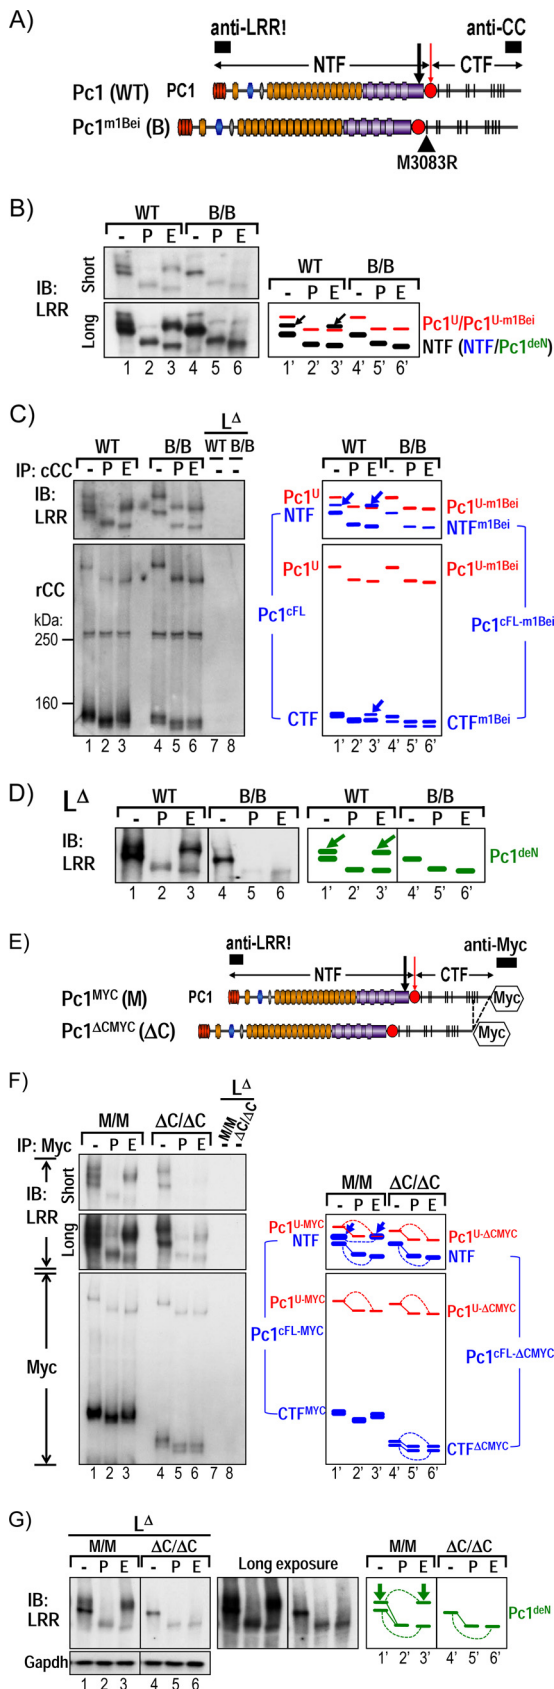 A)
anti-LRR! anti-CC
NTF CTF
Pc1 (WT) PC1
Pc1m1Bei (B)
M3083R
B)
WT B/B
- P E - P E
IB: LRR
Short
Long
WT B/B
- P E - P E
Pc1U/Pc1U-m1Bei
NTF (NTF/Pc1deN)
1 2 3 4 5 6 1' 2' 3' 4' 5' 6'
C)
LΔ
WT B/B WT B/B
IP: cCC - P E - P E - -
IB: LRR
WT B/B
- P E - P E
Pc1U
NTF
Pc1U-m1Bei
NTFm1Bei
rCC
kDa:
250
160
Pc1U
Pc1U-m1Bei
Pc1cFL
Pc1cFL-m1Bei
CTF
CTFm1Bei
1 2 3 4 5 6 7 8 1' 2' 3' 4' 5' 6'
D)
LΔ
WT B/B WT B/B
- P E - P E - P E - P E
IB: LRR
Pc1deN
1 2 3 4 5 6 1' 2' 3' 4' 5' 6'
E)
anti-LRR! anti-Myc
NTF CTF
Pc1MYC (M) PC1 Myc
Pc1ΔCMYC (ΔC) Myc
F)
LΔ
M/M ΔC/ΔC M/M ΔC/ΔC
IP: Myc - P E - P E - -
IB: LRR
Short
Long
M/M ΔC/ΔC
- P E - P E
Pc1U-MYC
NTF
Pc1U-ΔCMYC
NTF
Myc
Pc1U-MYC
Pc1U-ΔCMYC
Pc1cFL-MYC
Pc1cFL-ΔCMYC
CTFMYC
CTFΔCMYC
1 2 3 4 5 6 7 8 1' 2' 3' 4' 5' 6'
G)
LΔ
M/M ΔC/ΔC
- P E - P E
Long exposure
M/M ΔC/ΔC
- P E - P E
IB: LRR
Pc1deN
Gapdh
1 2 3 4 5 6 1' 2' 3' 4' 5' 6'